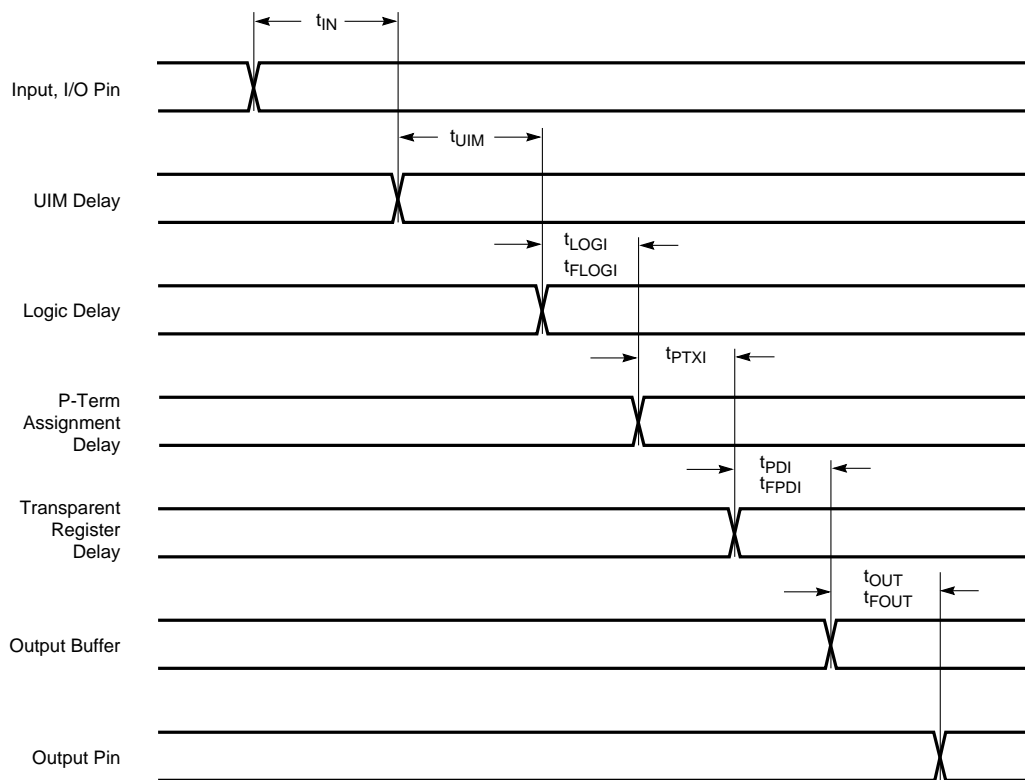 tIN
Input, I/O Pin
tUIM
UIM Delay
tLOGI
tFLOGI
Logic Delay
tPTXI
P-Term
Assignment
Delay
tPDI
tFPDI
Transparent
Register
Delay
tOUT
tFOUT
Output Buffer
Output Pin